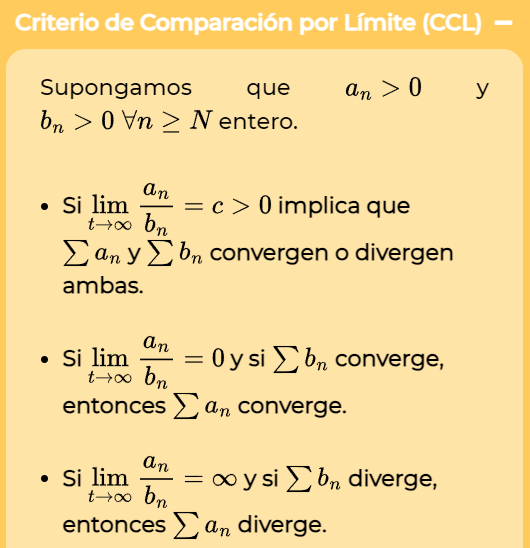 Criterio de Comparación por Límite (CCL) −
Supongamos que $a_n > 0$ y
$b_n > 0 \; \forall n \geq N$ entero.
• Si $\lim_{t \to \infty} \frac{a_n}{b_n} = c > 0$ implica que
$\sum a_n$ y $\sum b_n$ convergen o divergen
ambas.
• Si $\lim_{t \to \infty} \frac{a_n}{b_n} = 0$ y si $\sum b_n$ converge,
entonces $\sum a_n$ converge.
• Si $\lim_{t \to \infty} \frac{a_n}{b_n} = \infty$ y si $\sum b_n$ diverge,
entonces $\sum a_n$ diverge.